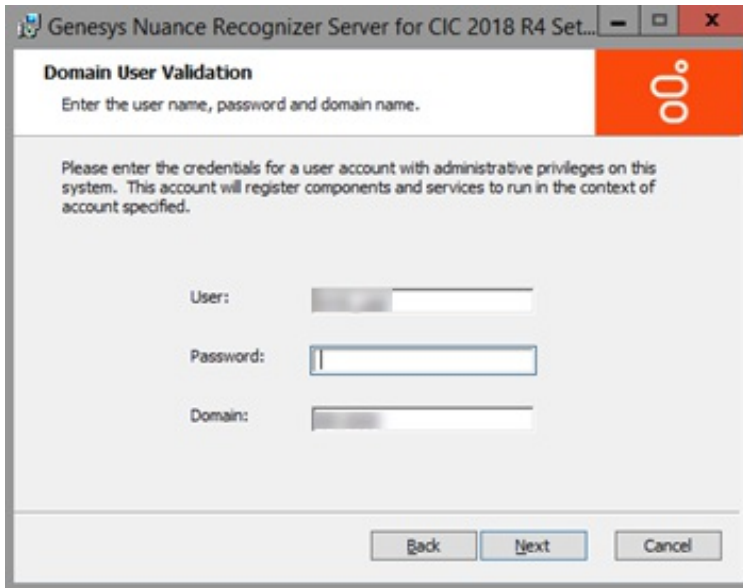 Genesys Nuance Recognizer Server for CIC 2018 R4 Set...
Domain User Validation
Enter the user name, password and domain name.
Please enter the credentials for a user account with administrative privileges on this
system. This account will register components and services to run in the context of
account specified.
User:
Password:
Domain:
Back Next Cancel